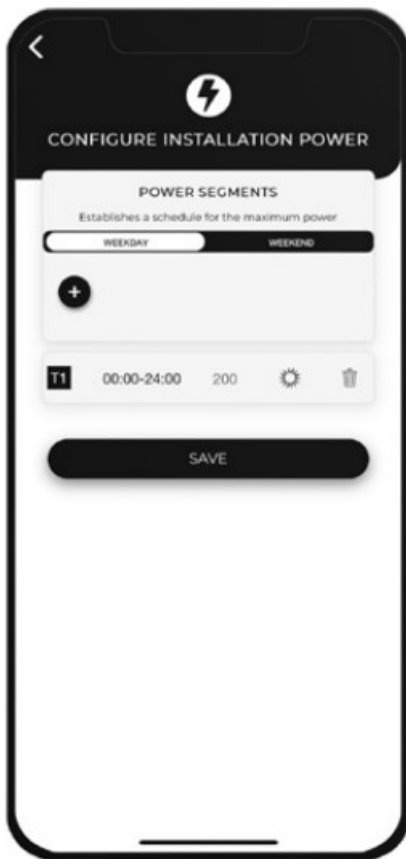 CONFIGURE INSTALLATION POWER
POWER SEGMENTS
Establishes a schedule for the maximum power
WEEKDAY WEEKEND
+
T1 00:00-24:00 200
SAVE